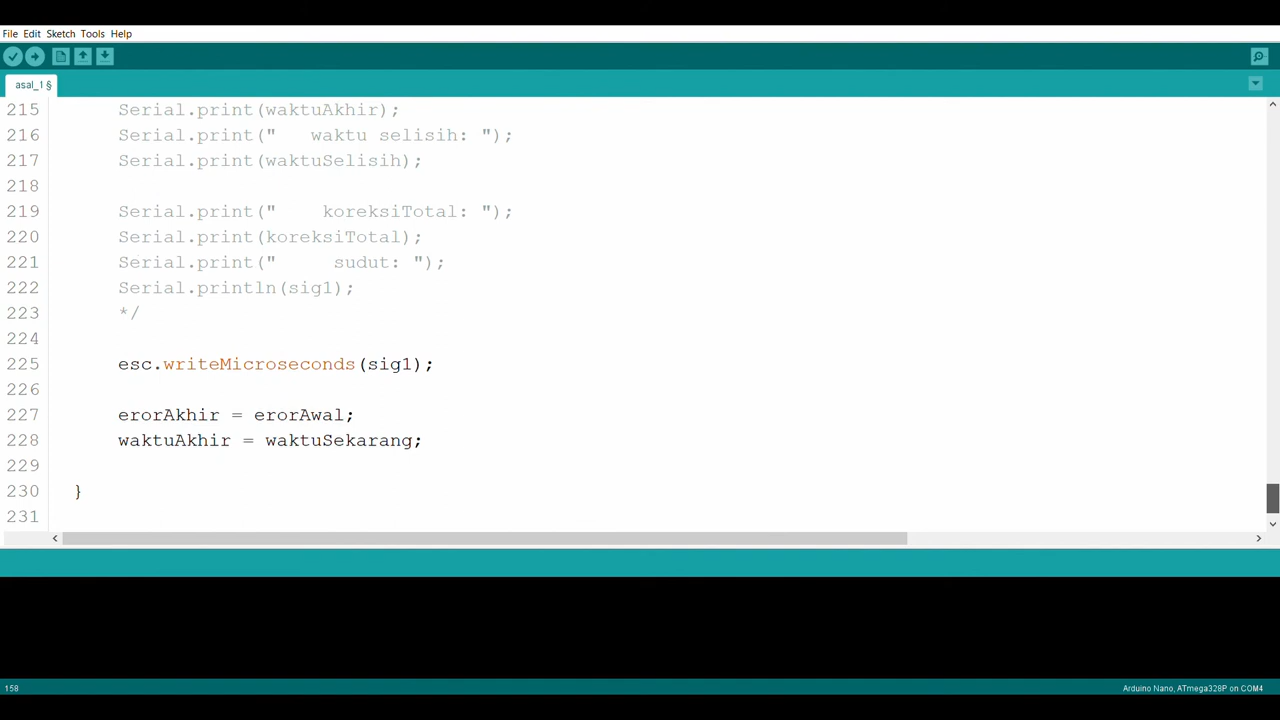 File Edit Sketch Tools Help
asal_1 §
215 Serial.print(waktuAkhir);
216 Serial.print("   waktu selisih: ");
217 Serial.print(waktuSelisih);
218
219 Serial.print("    koreksiTotal: ");
220 Serial.print(koreksiTotal);
221 Serial.print("     sudut: ");
222 Serial.println(sig1);
223 */
224
225 esc.writeMicroseconds(sig1);
226
227 erorAkhir = erorAwal;
228 waktuAkhir = waktuSekarang;
229
230 }
231
158 Arduino Nano, ATmega328P on COM4